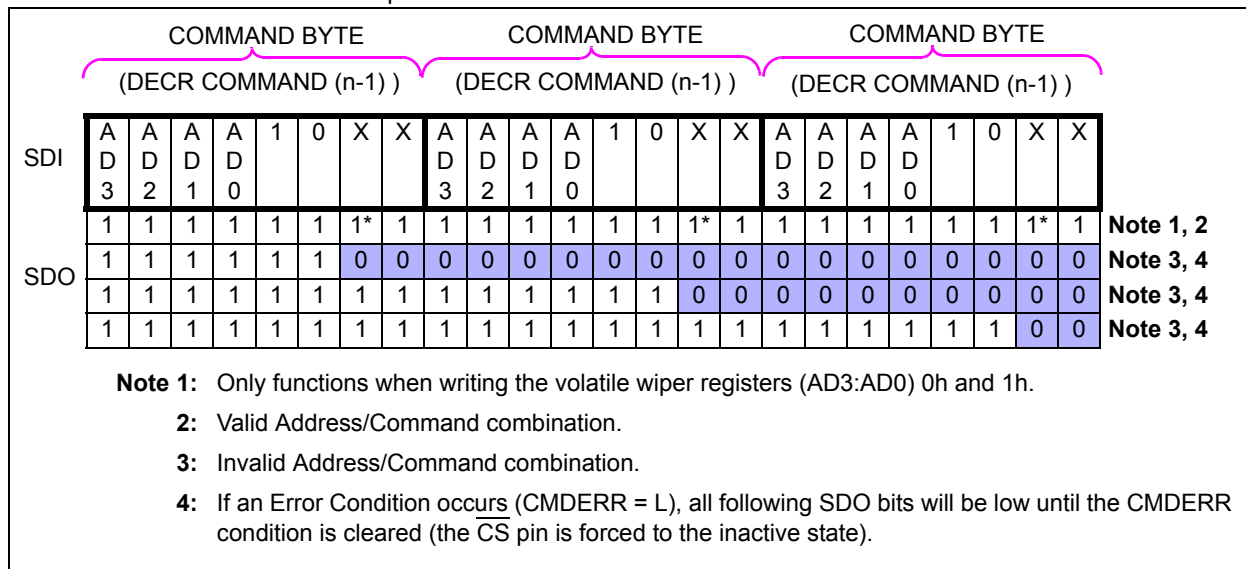 COMMAND BYTE COMMAND BYTE COMMAND BYTE
(DECR COMMAND (n-1) ) (DECR COMMAND (n-1) ) (DECR COMMAND (n-1) )
A A A A 1 0 X X A A A A 1 0 X X A A A A 1 0 X X
SDI D D D D D D D D D D D D
3 2 1 0 3 2 1 0 3 2 1 0
1 1 1 1 1 1 1* 1 1 1 1 1 1 1 1* 1 1 1 1 1 1 1 1* 1 Note 1, 2
SDO 1 1 1 1 1 1 0 0 0 0 0 0 0 0 0 0 0 0 0 0 0 0 0 0 Note 3, 4
1 1 1 1 1 1 1 1 1 1 1 1 1 1 0 0 0 0 0 0 0 0 0 0 Note 3, 4
1 1 1 1 1 1 1 1 1 1 1 1 1 1 1 1 1 1 1 1 1 1 0 0 Note 3, 4
Note 1: Only functions when writing the volatile wiper registers (AD3:AD0) 0h and 1h.
2: Valid Address/Command combination.
3: Invalid Address/Command combination.
4: If an Error Condition occurs (CMDERR = L), all following SDO bits will be low until the CMDERR
condition is cleared (the CS pin is forced to the inactive state).